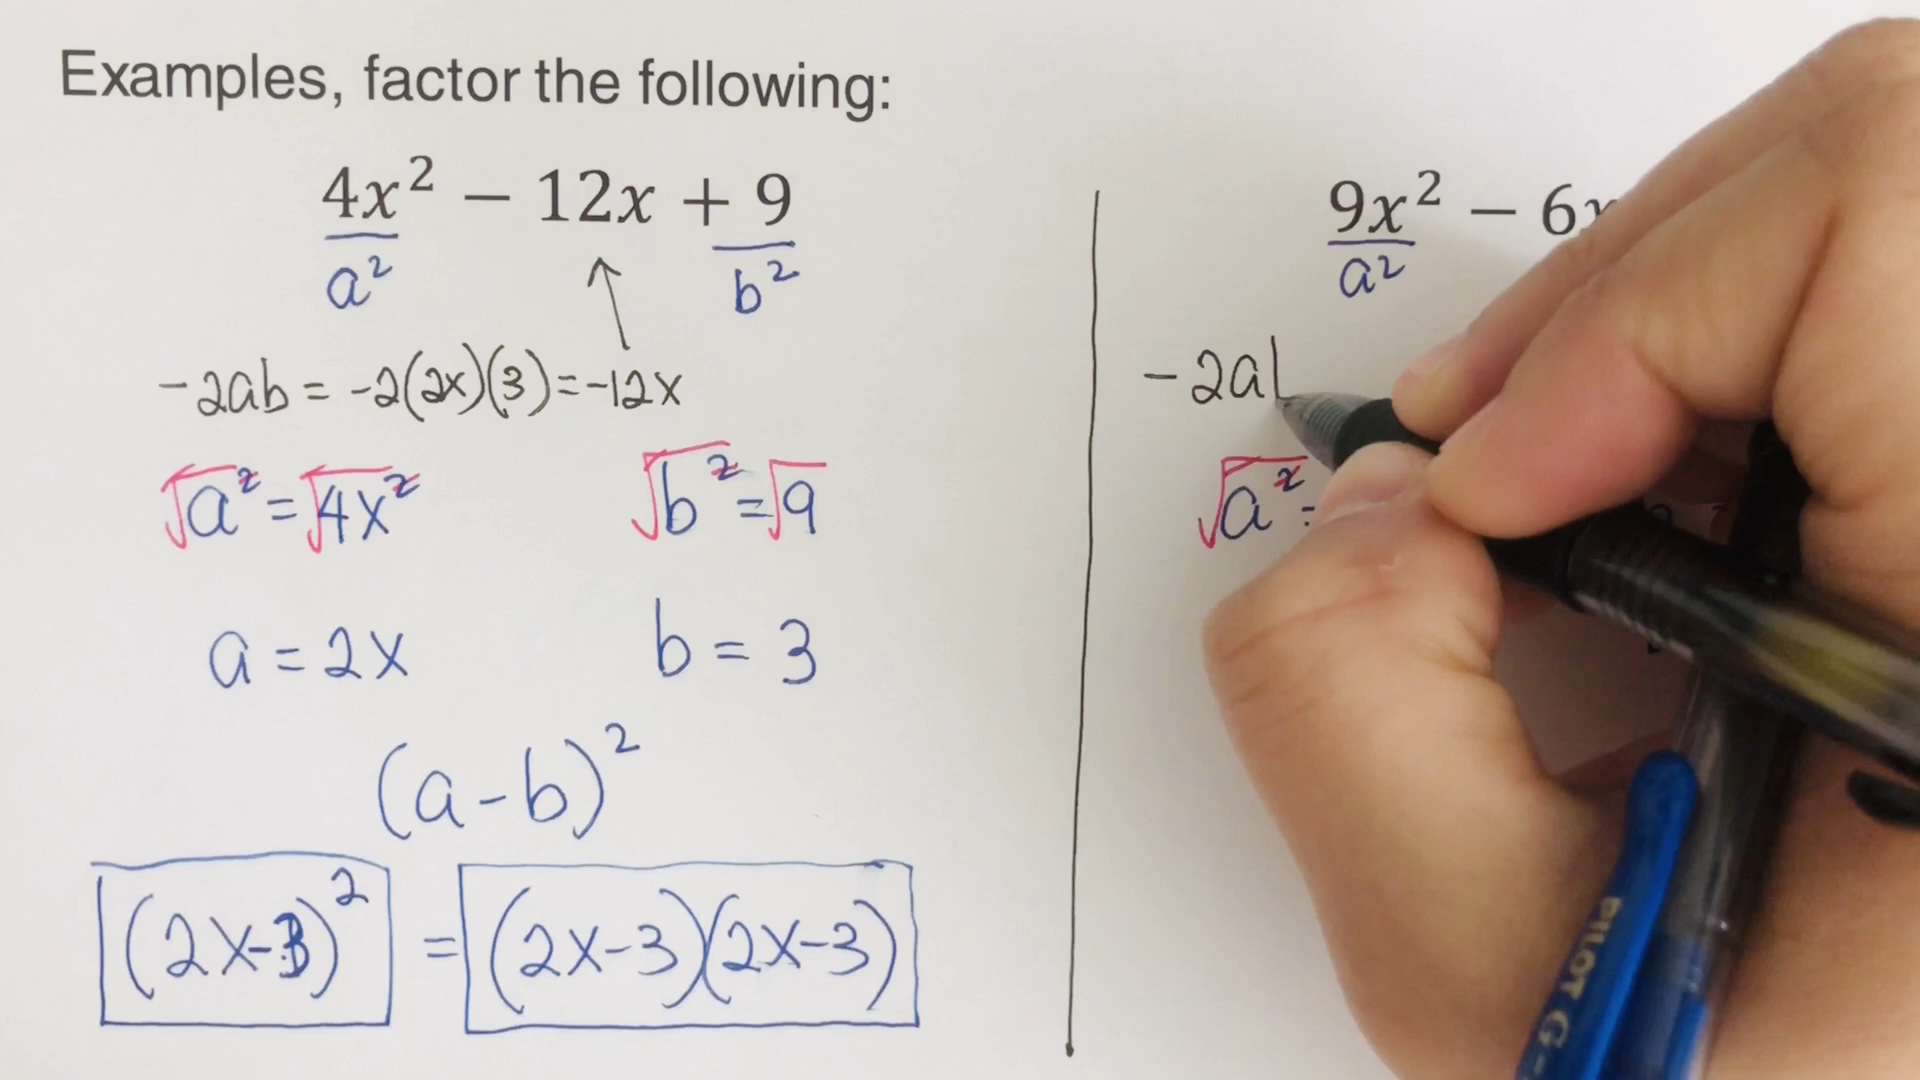 Examples, factor the following:
4x² − 12x + 9
a² b²
-2ab = -2(2x)(3) = -12x
√a² = √4x² √b² = √9
a = 2x b = 3
(a-b)²
(2x-3)² = (2x-3)(2x-3)
9x² − 6x
a²
-2a
√a² =
PILOT G-